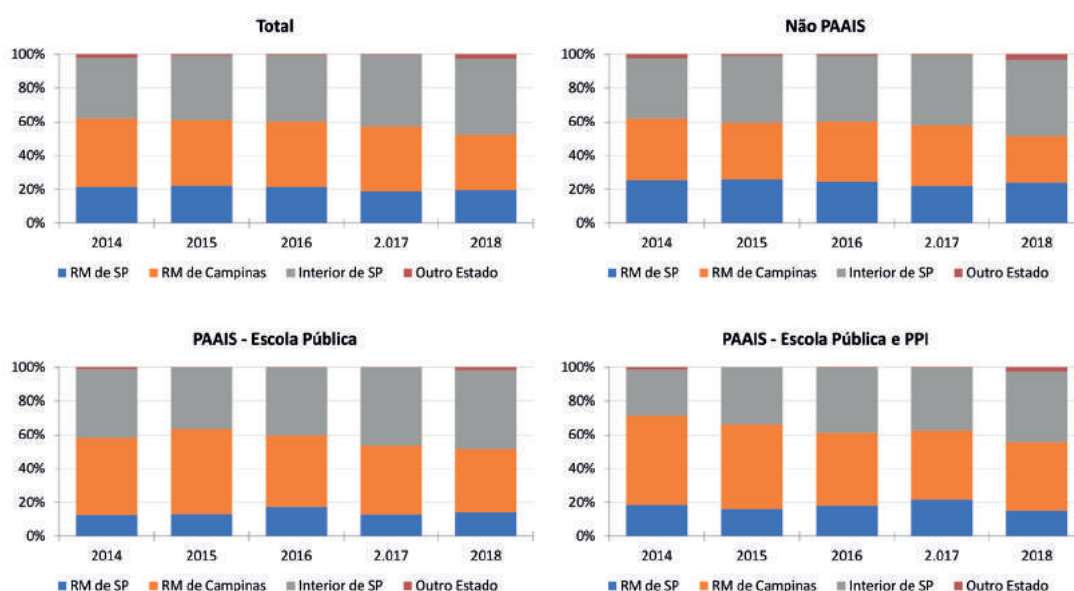 Total
100%
80%
60%
40%
20%
0%
2014 2015 2016 2.017 2018
RM de SP RM de Campinas Interior de SP Outro Estado
Não PAAIS
100%
80%
60%
40%
20%
0%
2014 2015 2016 2.017 2018
RM de SP RM de Campinas Interior de SP Outro Estado
PAAIS - Escola Pública
100%
80%
60%
40%
20%
0%
2014 2015 2016 2.017 2018
RM de SP RM de Campinas Interior de SP Outro Estado
PAAIS - Escola Pública e PPI
100%
80%
60%
40%
20%
0%
2014 2015 2016 2.017 2018
RM de SP RM de Campinas Interior de SP Outro Estado